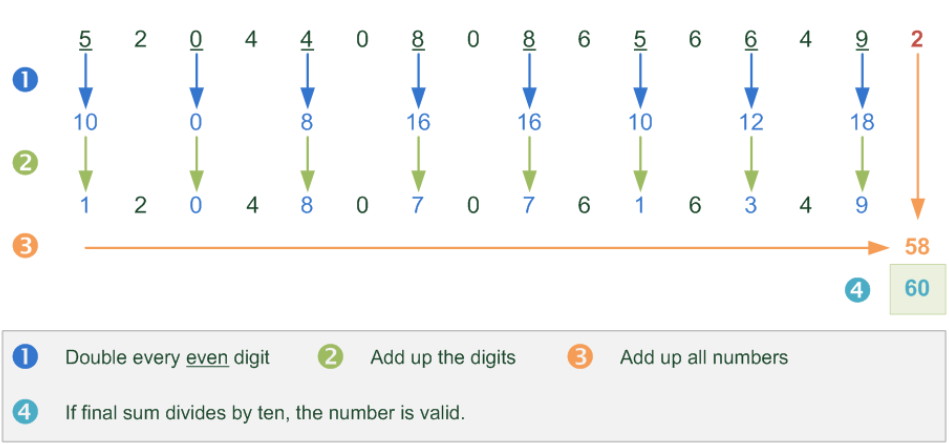 5 2 0 4 4 0 8 0 8 6 5 6 6 4 9 2
1
10 0 8 16 16 10 12 18
2
1 2 0 4 8 0 7 0 7 6 1 6 3 4 9
3 58
4 60
1 Double every even digit 2 Add up the digits 3 Add up all numbers
4 If final sum divides by ten, the number is valid.